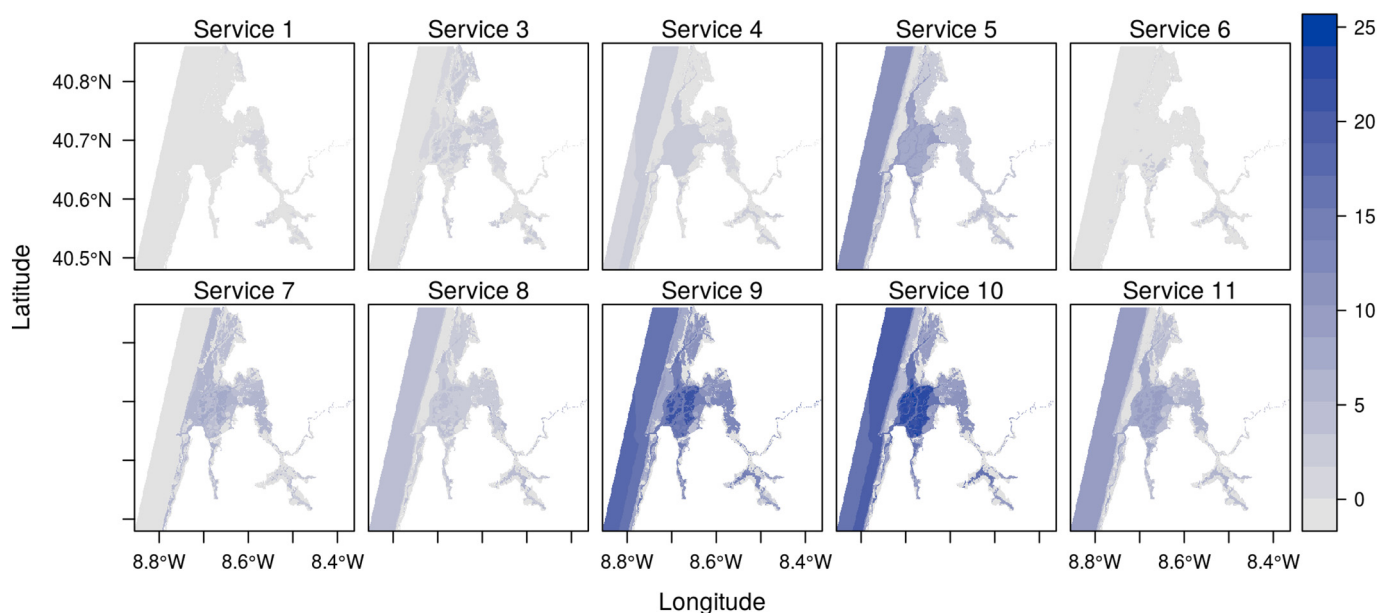 Service 1 Service 3 Service 4 Service 5 Service 6
25
20
15
10
5
0
40.8°N
40.7°N
40.6°N
40.5°N
Latitude
Service 7 Service 8 Service 9 Service 10 Service 11
8.8°W 8.6°W 8.4°W 8.8°W 8.6°W 8.4°W 8.8°W 8.6°W 8.4°W
Longitude